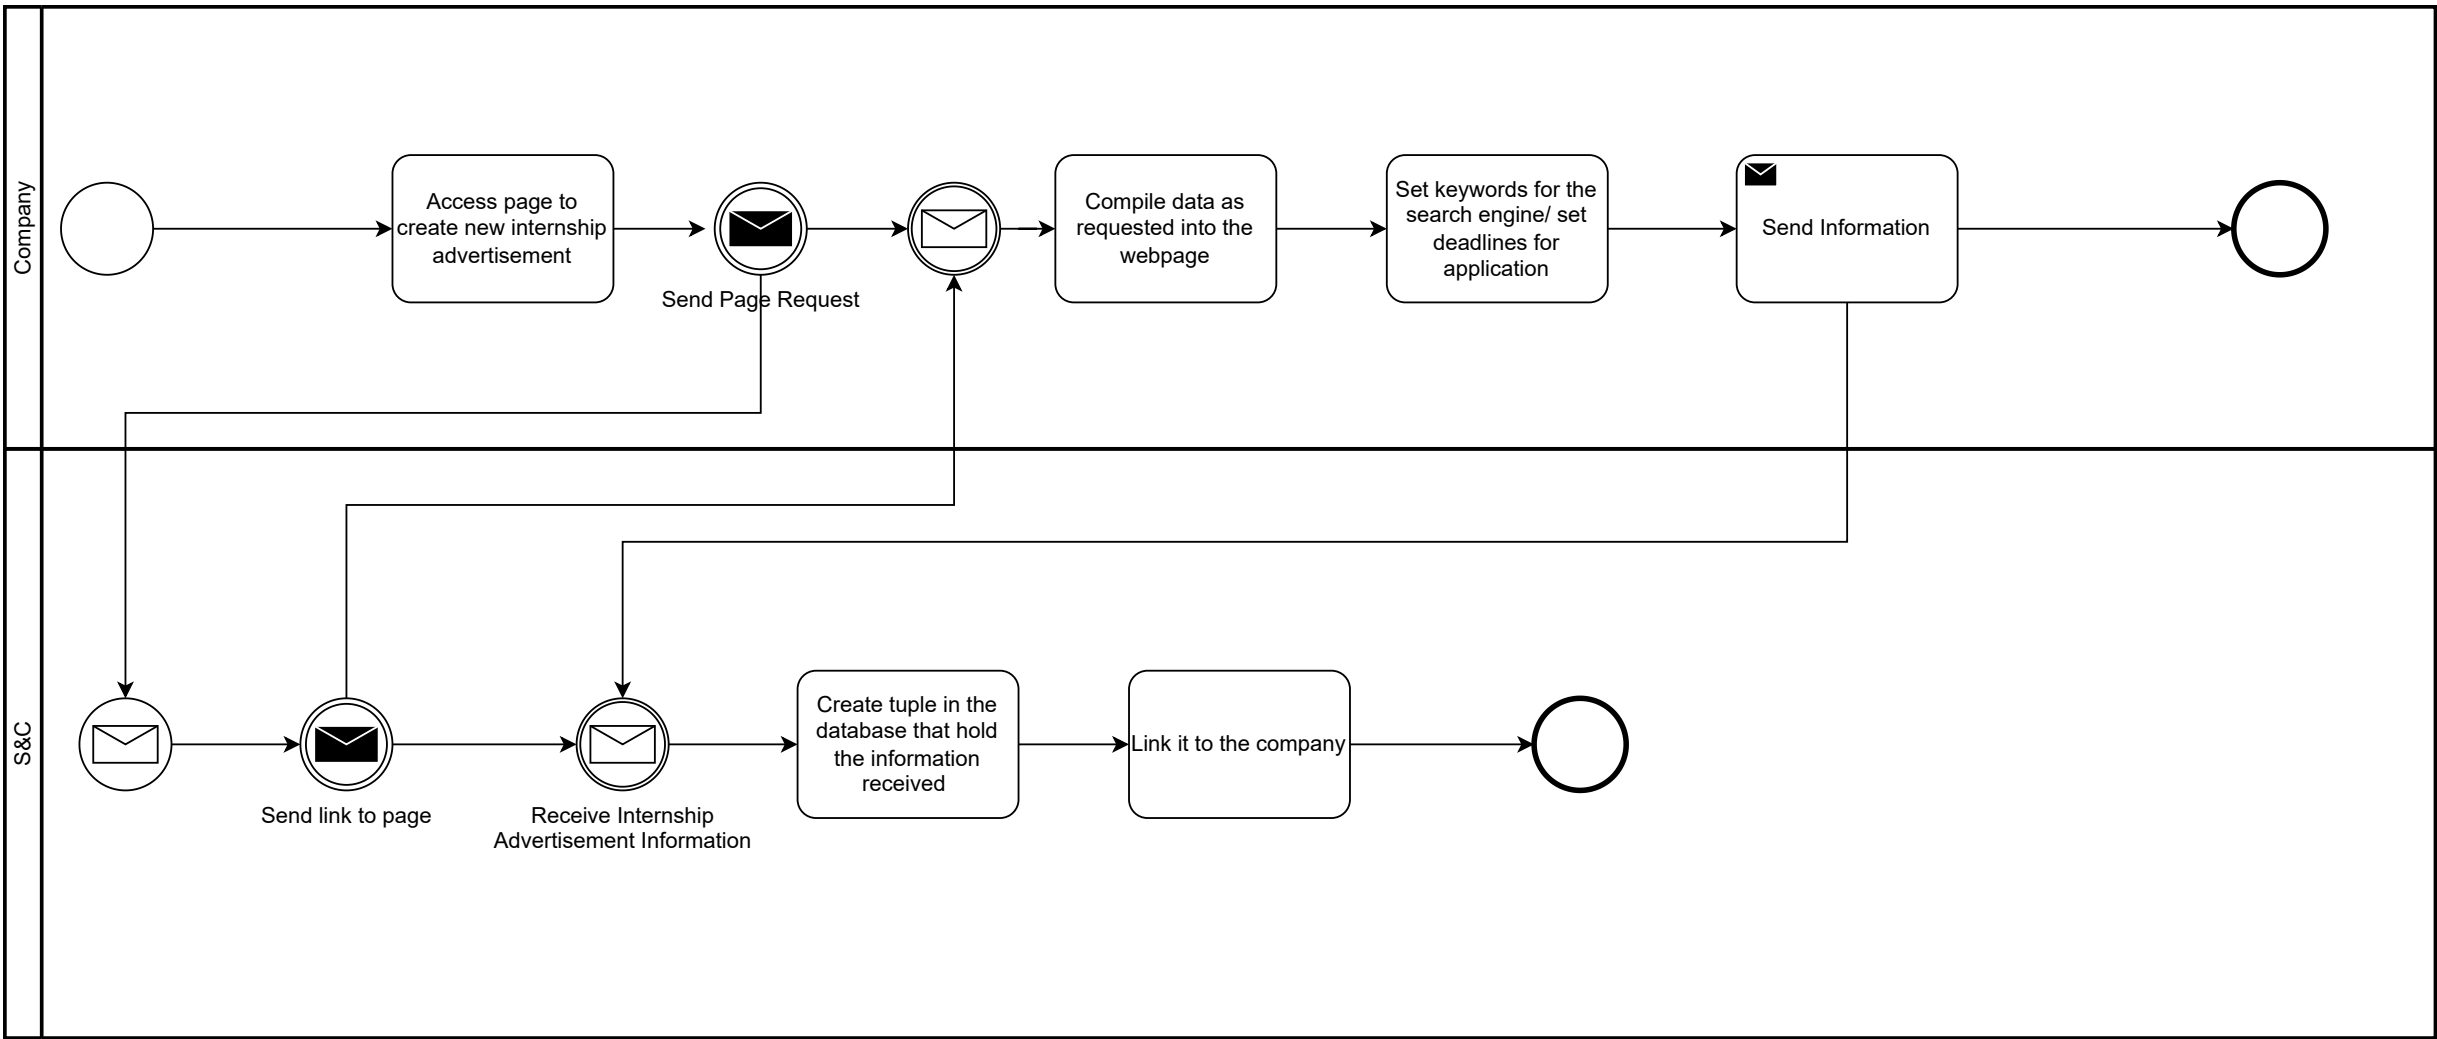 Company
Access page to
create new internship
advertisement
Send Page Request
Compile data as
requested into the
webpage
Set keywords for the
search engine/ set
deadlines for
application
Send Information
S&C
Send link to page
Receive Internship
Advertisement Information
Create tuple in the
database that hold
the information
received
Link it to the company